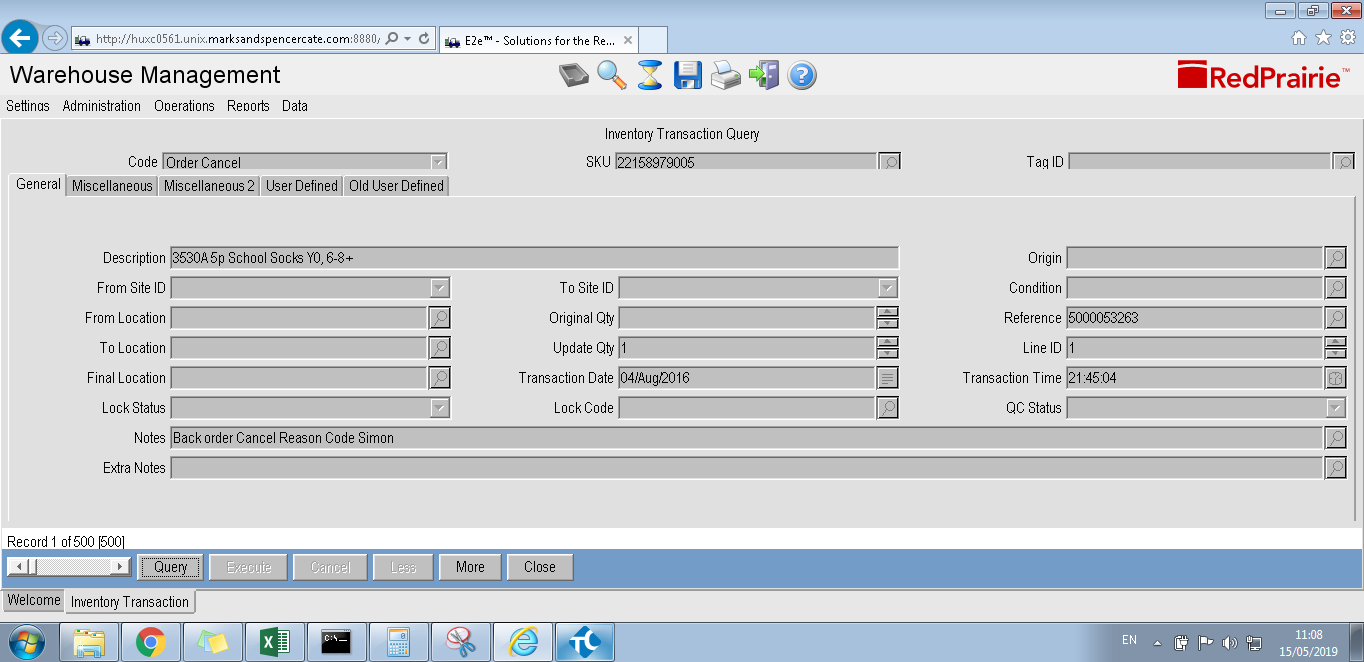 http://huxc0561.unix.marksandspencercate.com:8880/
E2e™ - Solutions for the Re...
Warehouse Management
RedPrairie™
Settings Administration Operations Reports Data
Inventory Transaction Query
Code Order Cancel SKU 22158979005 Tag ID
General Miscellaneous Miscellaneous 2 User Defined Old User Defined
Description 3530A 5p School Socks Y0, 6-8+ Origin
From Site ID To Site ID Condition
From Location Original Qty Reference 5000053263
To Location Update Qty 1 Line ID 1
Final Location Transaction Date 04/Aug/2016 Transaction Time 21:45:04
Lock Status Lock Code QC Status
Notes Back order Cancel Reason Code Simon
Extra Notes
Record 1 of 500 [500]
Query Execute Cancel Less More Close
Welcome Inventory Transaction
C:\_
EN
11:08
15/05/2019